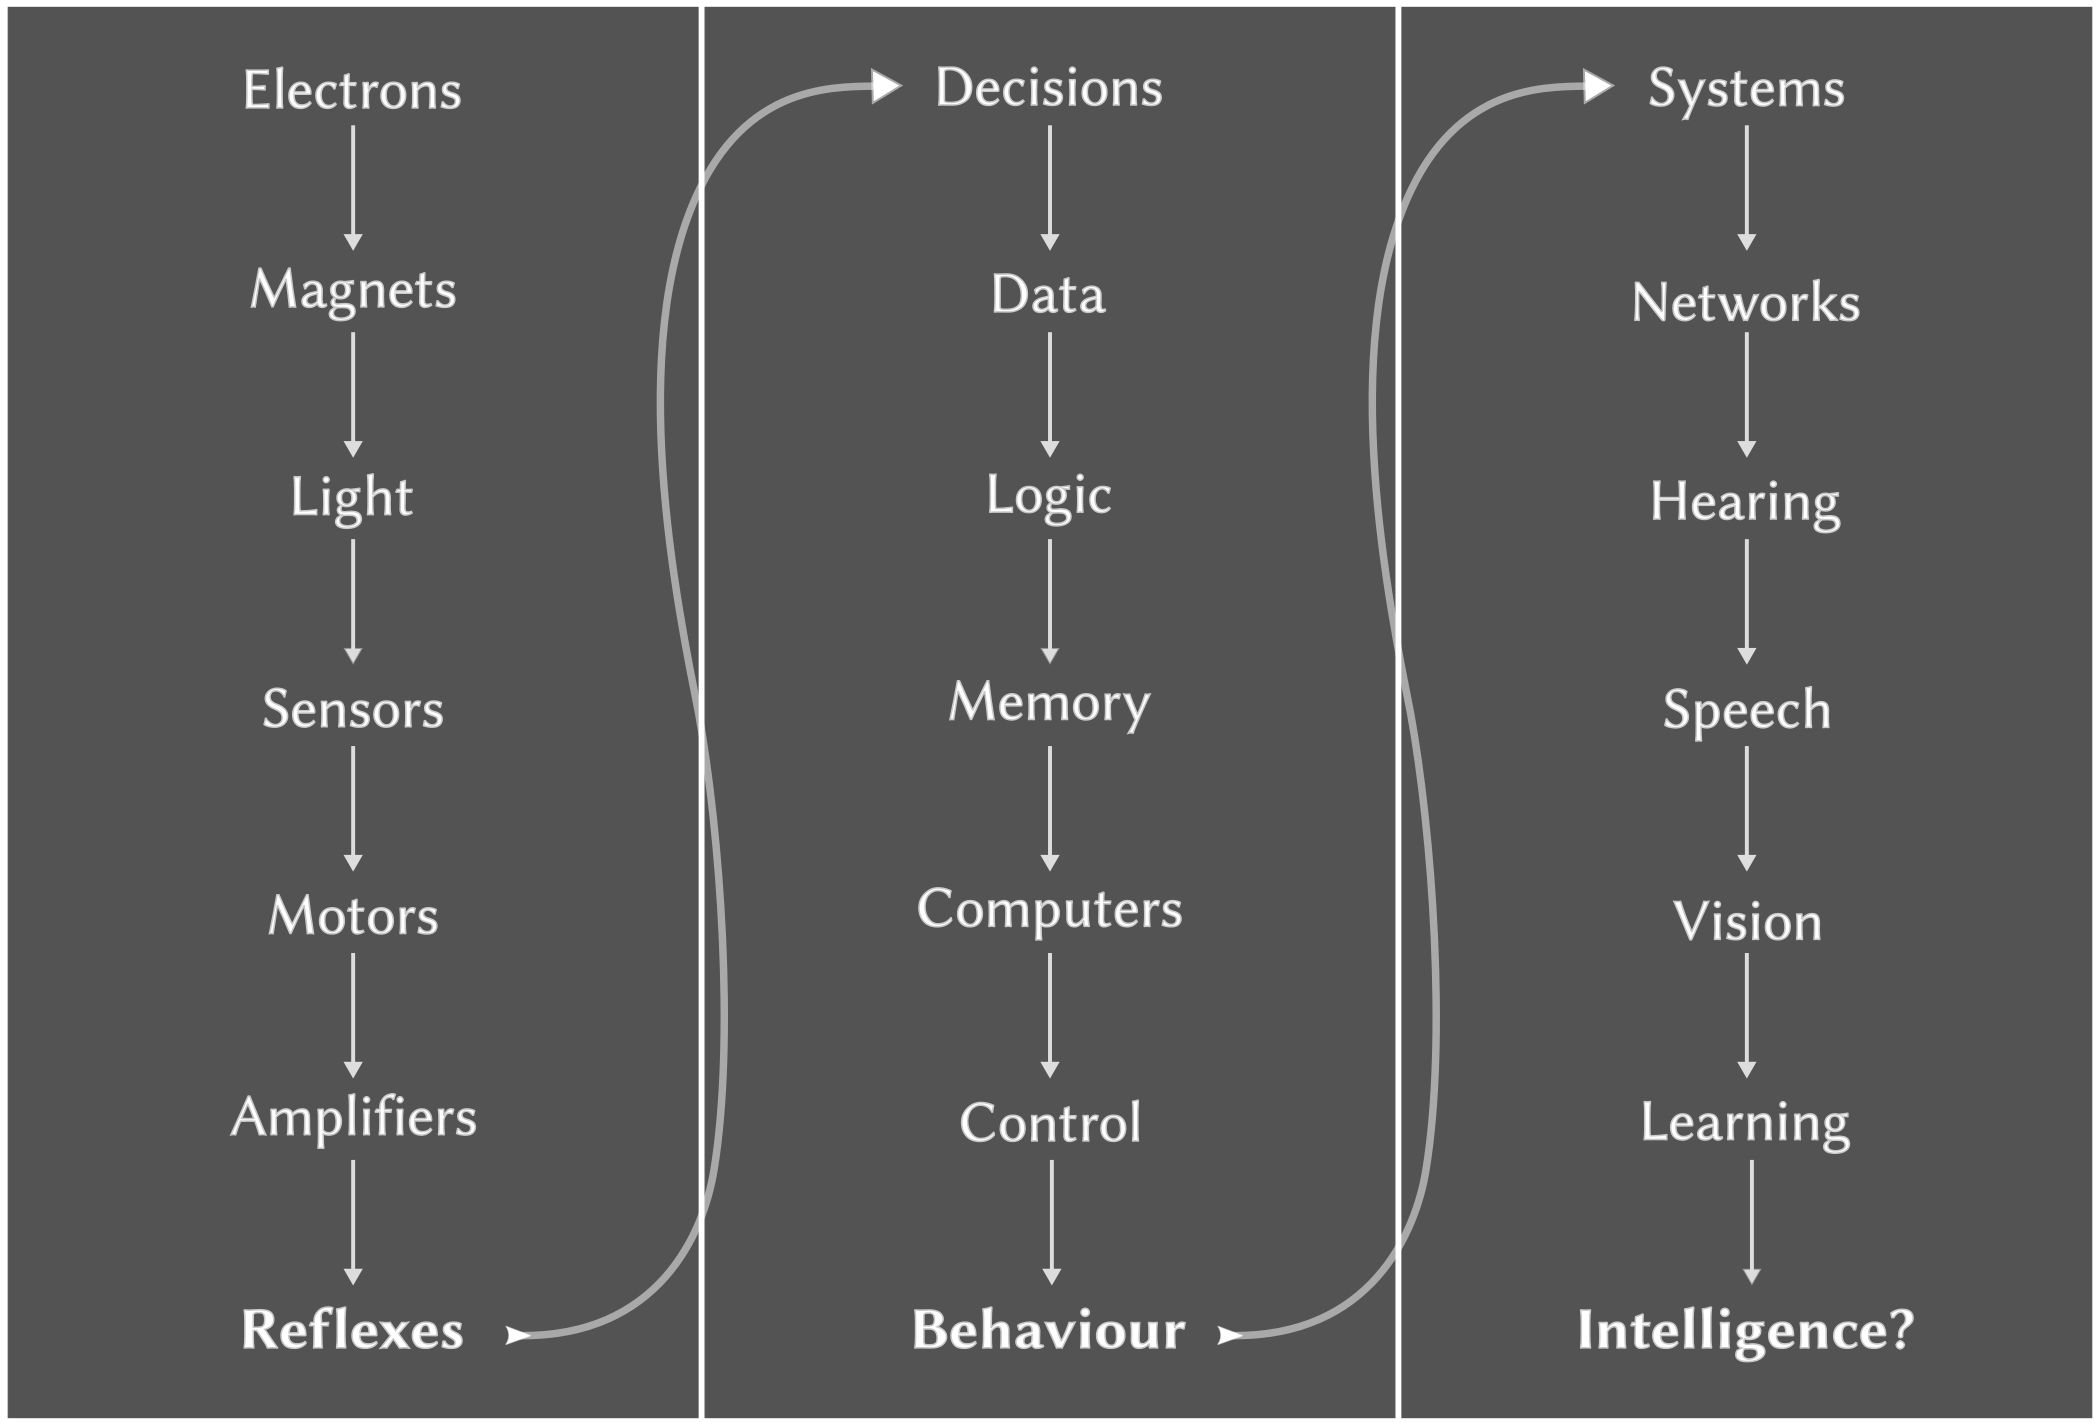 Electrons
Magnets
Light
Sensors
Motors
Amplifiers
Reflexes
Decisions
Data
Logic
Memory
Computers
Control
Behaviour
Systems
Networks
Hearing
Speech
Vision
Learning
Intelligence?